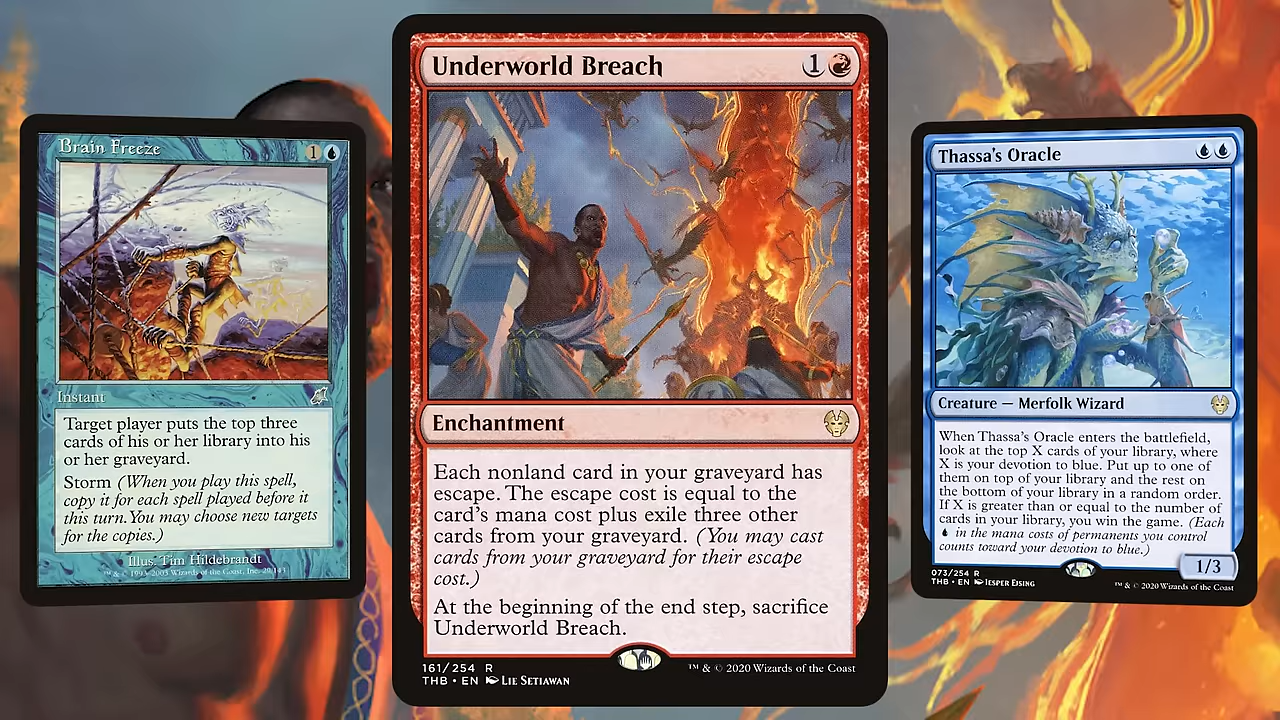 Brain Freeze 1
Instant
Target player puts the top three
cards of his or her library into his
or her graveyard.
Storm (When you play this spell,
copy it for each spell played before it
this turn. You may choose new targets
for the copies.)
Illus. Tim Hildebrandt
™ & © 1993-2003 Wizards of the Coast, Inc. 29/143
Underworld Breach 1
Enchantment
Each nonland card in your graveyard has
escape. The escape cost is equal to the
card's mana cost plus exile three other
cards from your graveyard. (You may cast
cards from your graveyard for their escape
cost.)
At the beginning of the end step, sacrifice
Underworld Breach.
161/254 R
THB • EN Lie Setiawan
™ & © 2020 Wizards of the Coast
Thassa's Oracle
Creature — Merfolk Wizard
When Thassa's Oracle enters the battlefield,
look at the top X cards of your library, where
X is your devotion to blue. Put up to one of
them on top of your library and the rest on
the bottom of your library in a random order.
If X is greater than or equal to the number of
cards in your library, you win the game. (Each
in the mana costs of permanents you control
counts toward your devotion to blue.)
1/3
073/254 R
THB • EN Jesper Ejsing
™ & © 2020 Wizards of the Coast